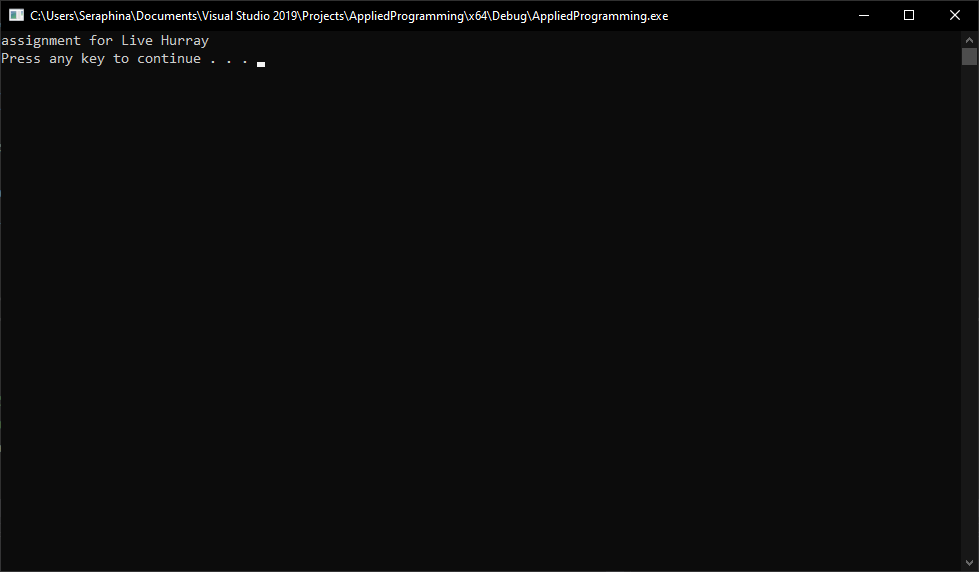 C:\Users\Seraphina\Documents\Visual Studio 2019\Projects\AppliedProgramming\x64\Debug\AppliedProgramming.exe
assignment for Live Hurray
Press any key to continue . . .